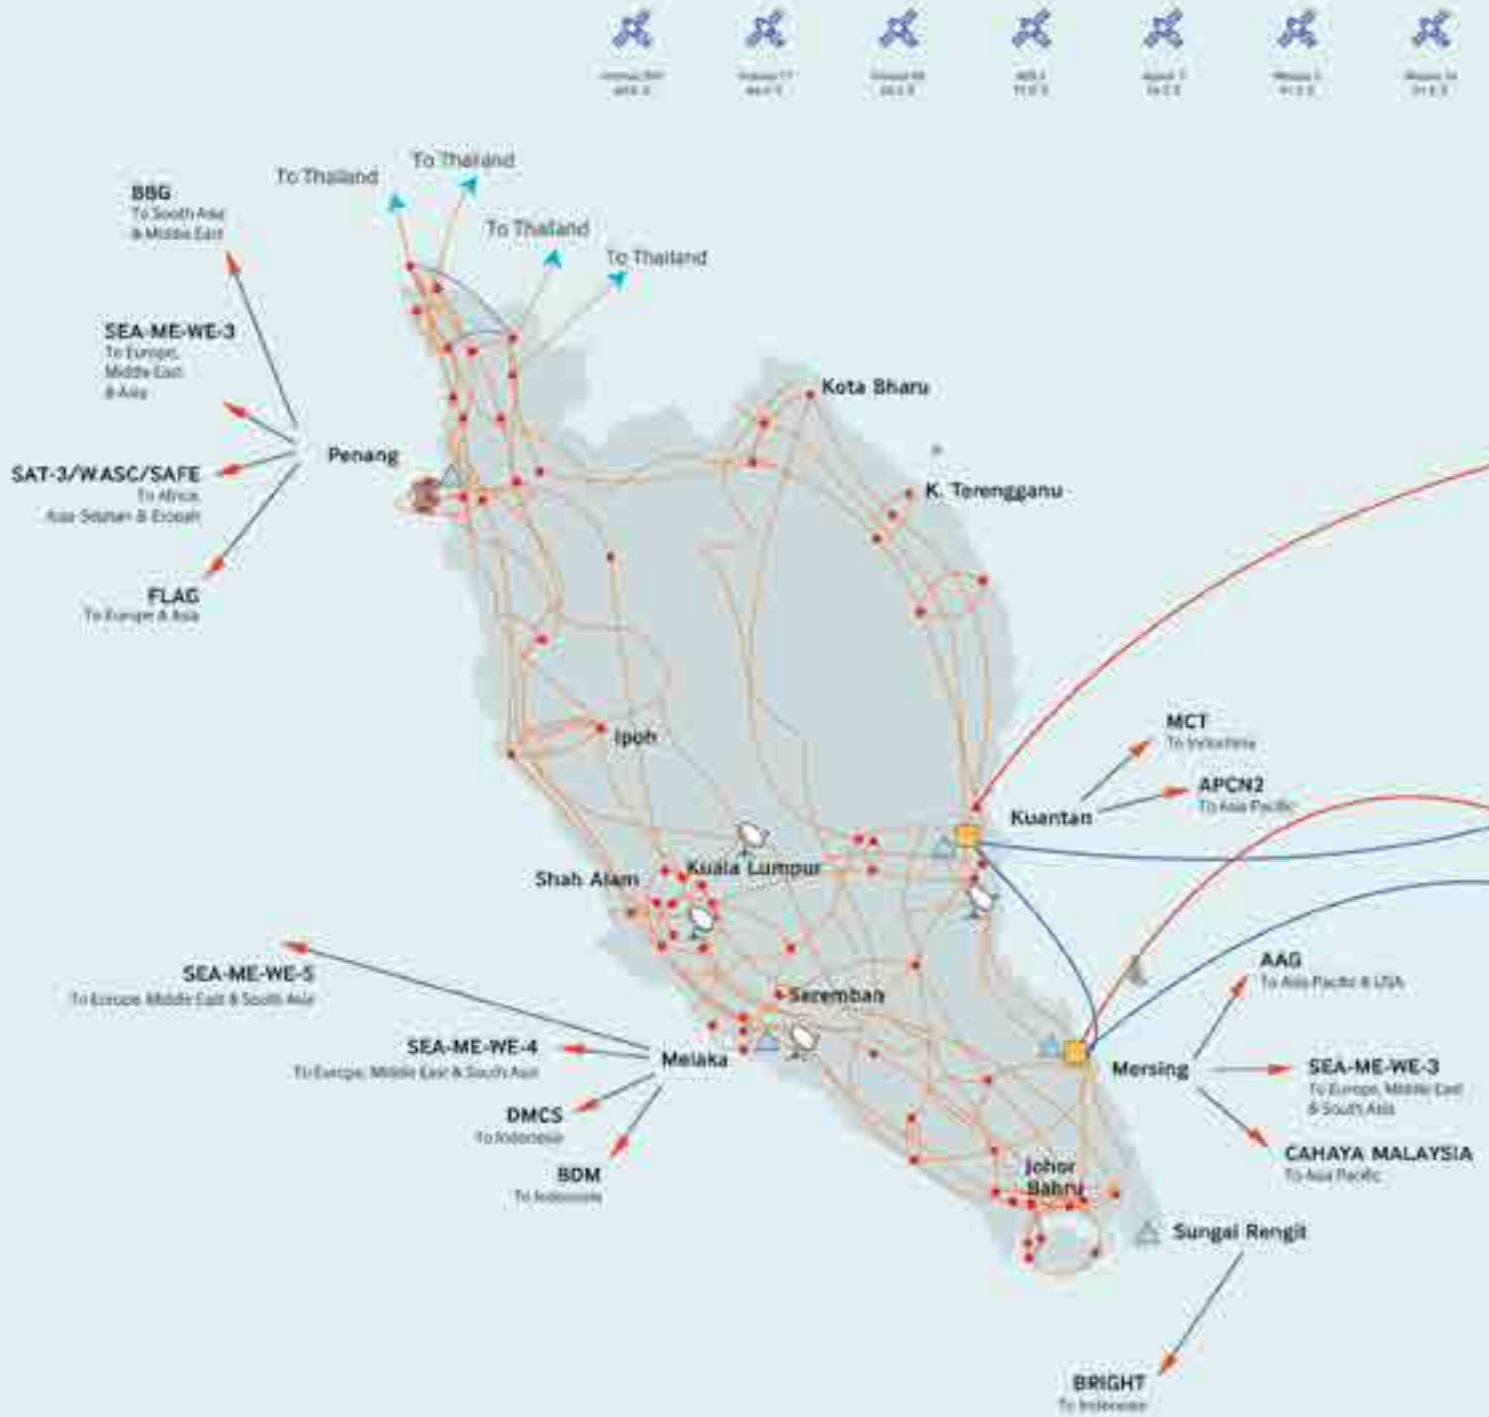 To Thailand
To Thailand
To Thailand
To Thailand
BBG
To South Asia
& Middle East
SEA-ME-WE-3
To Europe,
Middle East
& Asia
Kota Bharu
Penang
SAT-3/WASC/SAFE
To Africa,
Asia Selatan & Eropah
K. Terengganu
FLAG
To Europe & Asia
Ipoh
MCT
To Indochina
APCN2
To Asia Pacific
Kuantan
Shah Alam
Kuala Lumpur
SEA-ME-WE-5
To Europe, Middle East & South Asia
AAG
To Asia Pacific & USA
Seremban
SEA-ME-WE-4
To Europe, Middle East & South Asia
Melaka
Mersing
SEA-ME-WE-3
To Europe, Middle East
& South Asia
DMCS
To Indonesia
BDM
To Indonesia
CAHAYA MALAYSIA
To Asia Pacific
Johor
Bahru
Sungai Rengit
BRIGHT
To Indonesia